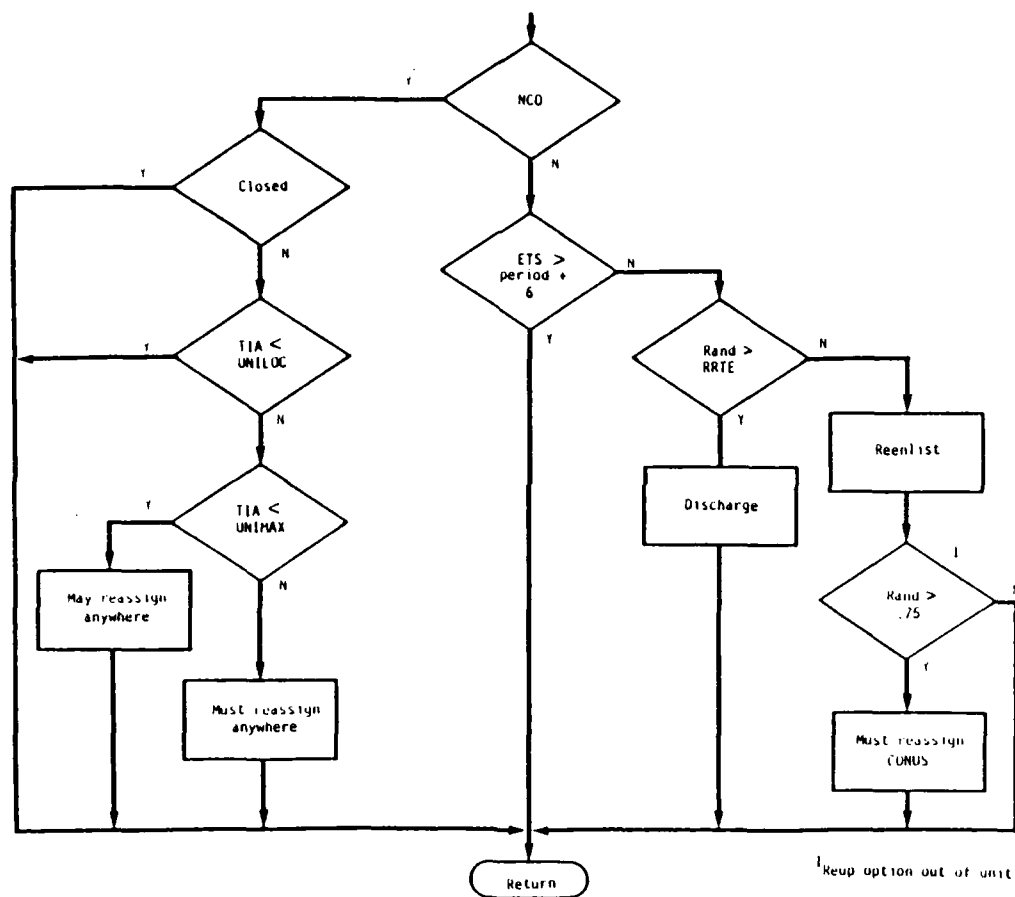 Y
NCO
N
Y
Closed
N
ETS >
period +
6
N
Y
Y
TIA <
UNILOC
N
Rand >
RRTE
N
Y
Reenlist
Y
TIA <
UNIMAX
N
Discharge
1
May reassign
anywhere
Rand >
.75
Y
Must reassign
anywhere
Must reassign
CONUS
1Reup option out of unit
Return